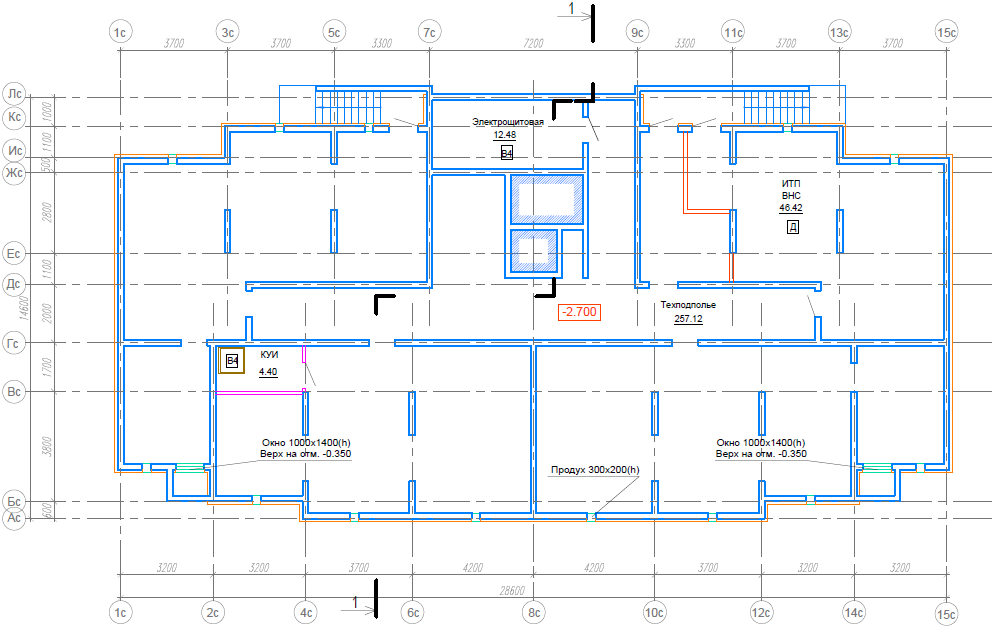 1
1с 3с 5с 7с 9с 11с 13с 15с
3700 3700 3300 7200 3300 3700 3700
Лс
Кс
Ис
Жс
Ес
Дс
Гс
Вс
Бс
Ас
1000
1100
500
2800
1100
2000
1700
3800
600
14600
Электрощитовая
12.48
В4
ИТП
ВНС
46.42
Д
-2.700
Техподполье
257.12
В4
КУИ
4.40
Окно 1000х1400(h)
Верх на отм. -0.350
Окно 1000х1400(h)
Верх на отм. -0.350
Продух 300х200(h)
3200 3200 3700 4200 4200 3700 3200 3200
28600
1
1с 2с 4с 6с 8с 10с 12с 14с 15с